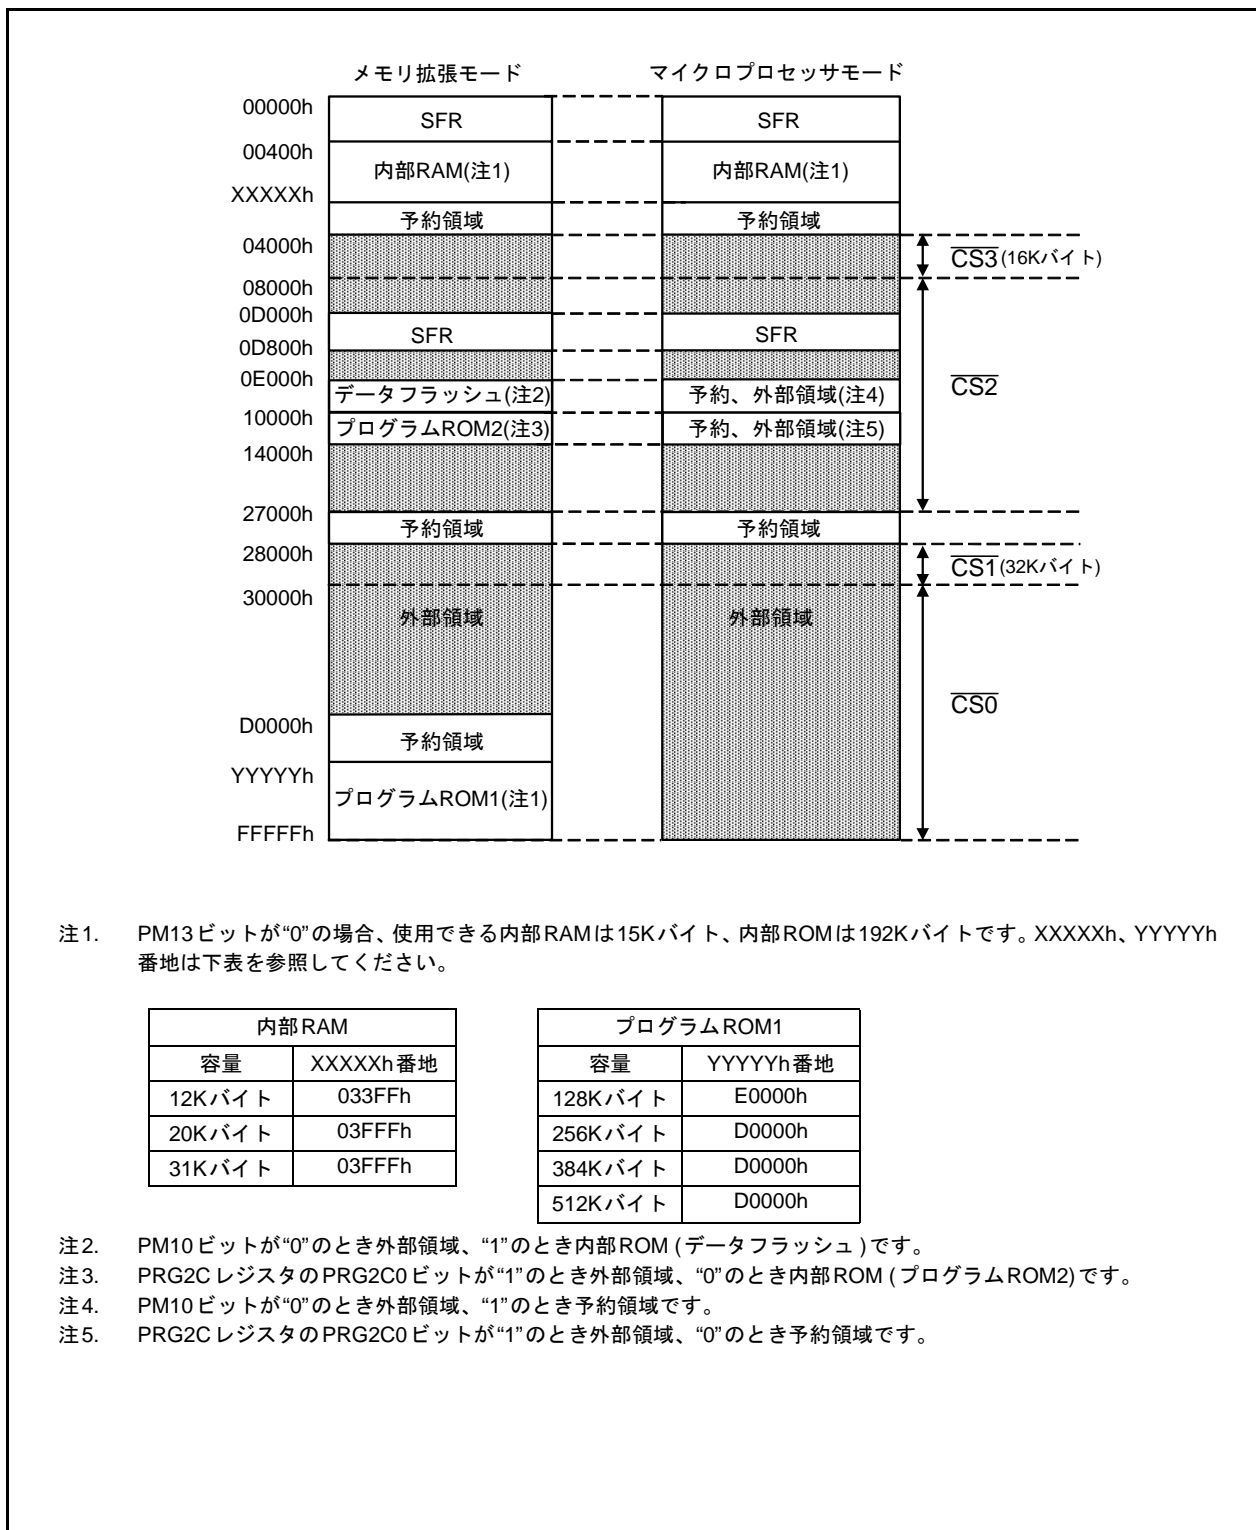 メモリ拡張モード マイクロプロセッサモード
00000h SFR SFR
00400h
内部RAM(注1) 内部RAM(注1)
XXXXXh
予約領域 予約領域
04000h CS3 (16Kバイト)
08000h
0D000h
SFR SFR
0D800h
0E000h CS2
データフラッシュ(注2) 予約、外部領域(注4)
10000h
プログラムROM2(注3) 予約、外部領域(注5)
14000h
27000h
予約領域 予約領域
28000h CS1 (32Kバイト)
30000h
外部領域 外部領域
CS0
D0000h
予約領域
YYYYYh
プログラムROM1(注1)
FFFFFh
注1. PM13ビットが“0”の場合、使用できる内部RAMは15Kバイト、内部ROMは192Kバイトです。XXXXXh、YYYYYh
番地は下表を参照してください。
内部RAM プログラムROM1
容量 XXXXXh番地 容量 YYYYYh番地
12Kバイト 033FFh 128Kバイト E0000h
20Kバイト 03FFFh 256Kバイト D0000h
31Kバイト 03FFFh 384Kバイト D0000h
512Kバイト D0000h
注2. PM10ビットが“0”のとき外部領域、“1”のとき内部ROM (データフラッシュ)です。
注3. PRG2CレジスタのPRG2C0ビットが“1”のとき外部領域、“0”のとき内部ROM (プログラムROM2)です。
注4. PM10ビットが“0”のとき外部領域、“1”のとき予約領域です。
注5. PRG2CレジスタのPRG2C0ビットが“1”のとき外部領域、“0”のとき予約領域です。